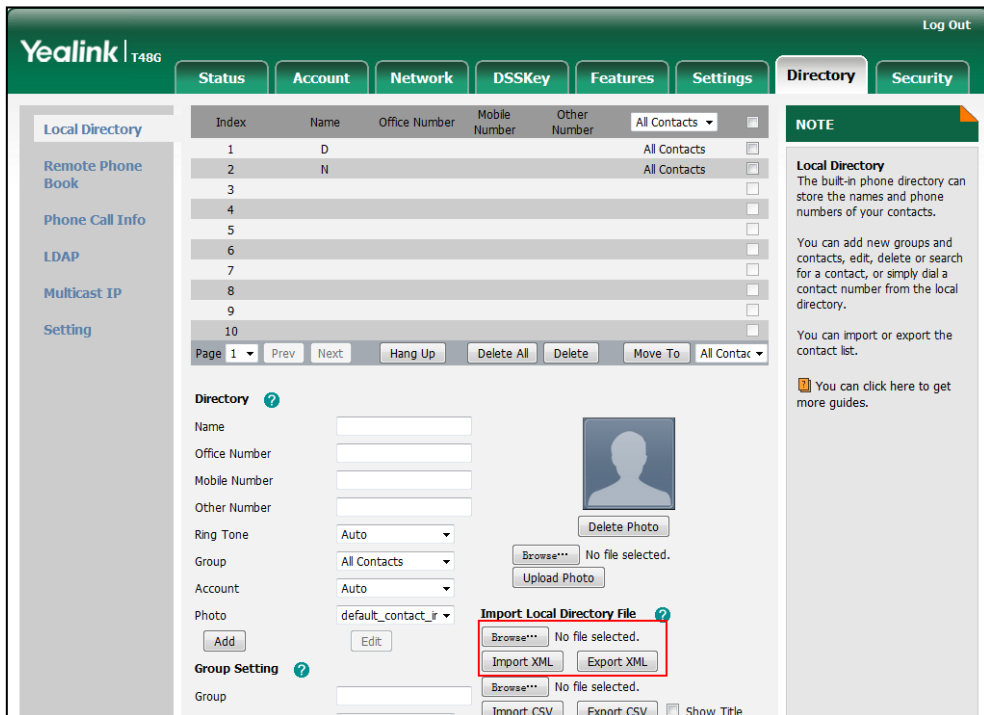 Log Out
Yealink | T48G
Status Account Network DSSKey Features Settings Directory Security
Local Directory
Remote Phone Book
Phone Call Info
LDAP
Multicast IP
Setting
Index Name Office Number Mobile Number Other Number All Contacts
1 D All Contacts
2 N All Contacts
3
4
5
6
7
8
9
10
Page 1 Prev Next Hang Up Delete All Delete Move To All Contac
Directory ?
Name
Office Number
Mobile Number
Other Number
Ring Tone Auto
Group All Contacts
Account Auto
Photo default_contact_ir
Add Edit
Delete Photo
Browse... No file selected.
Upload Photo
Import Local Directory File ?
Browse... No file selected.
Import XML Export XML
Browse... No file selected.
Import CSV Export CSV Show Title
Group Setting ?
Group
NOTE
Local Directory
The built-in phone directory can
store the names and phone
numbers of your contacts.
You can add new groups and
contacts, edit, delete or search
for a contact, or simply dial a
contact number from the local
directory.
You can import or export the
contact list.
? You can click here to get
more guides.